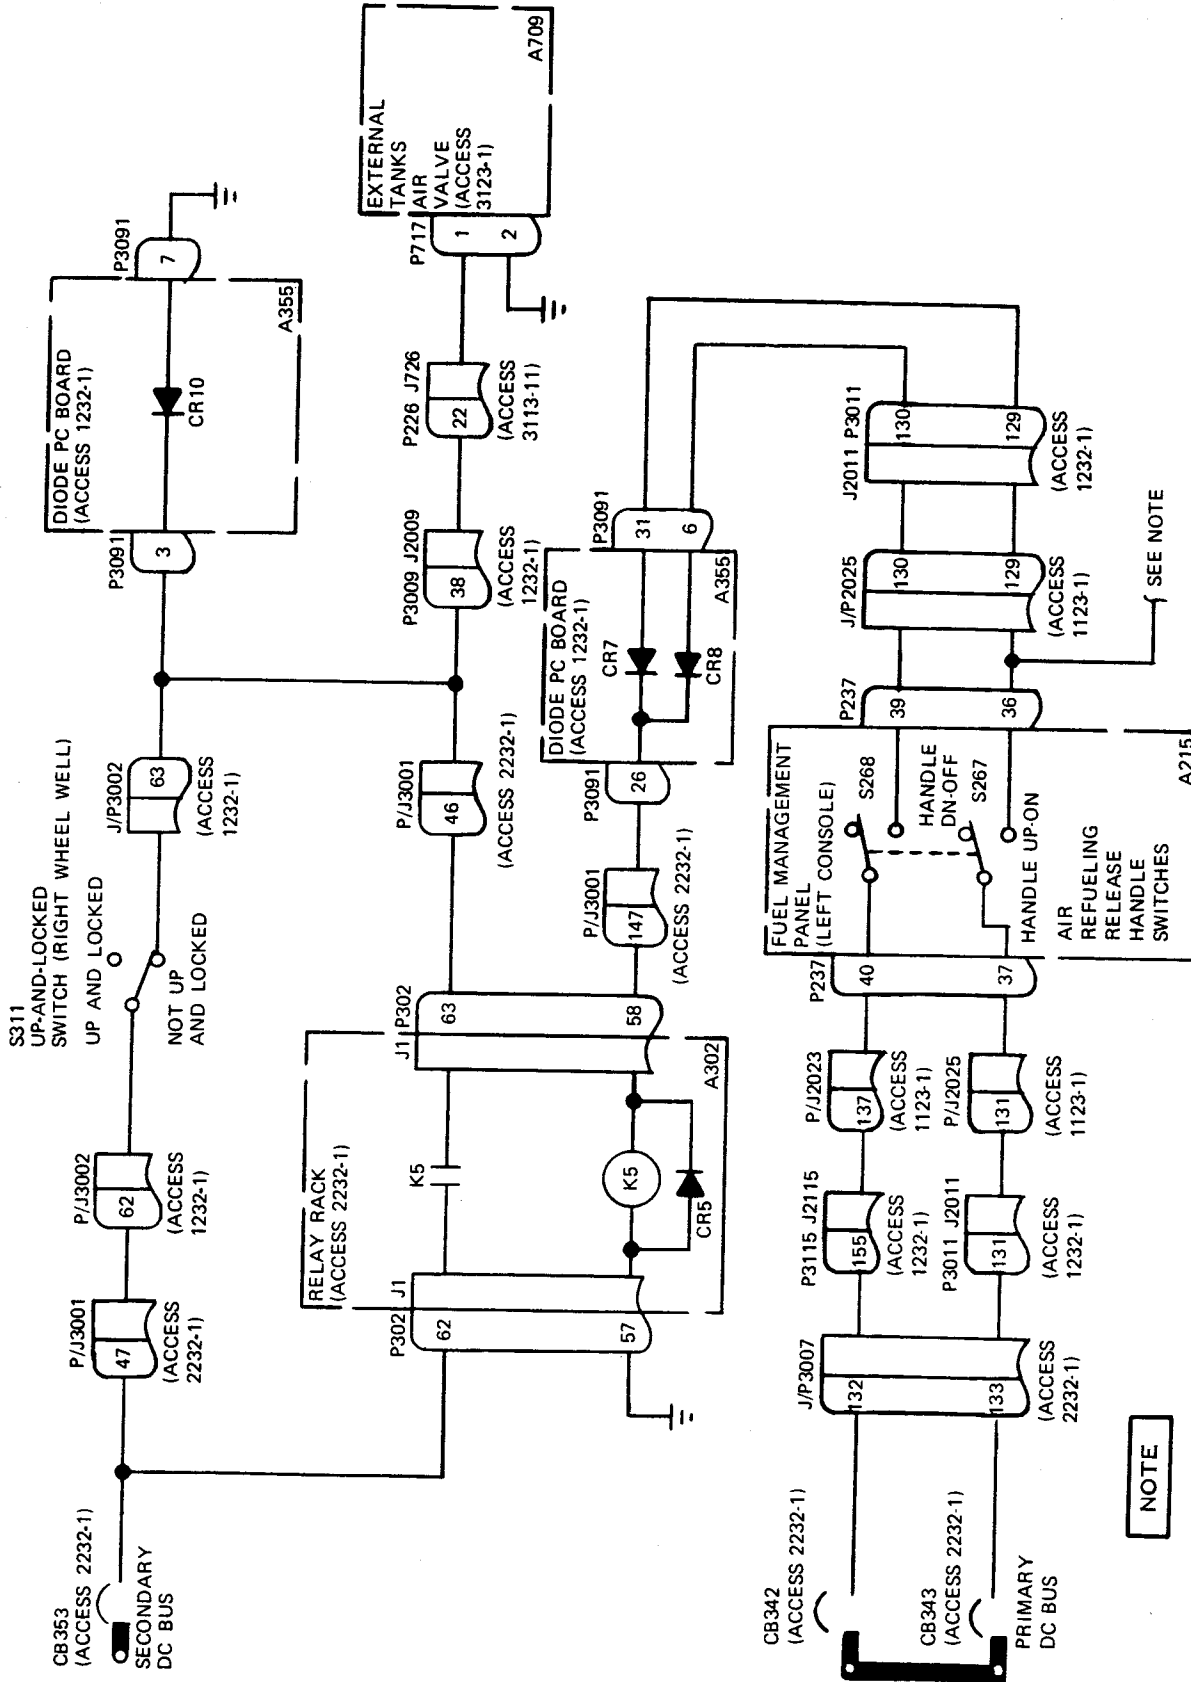 CB353
(ACCESS 2232-1)
SECONDARY
DC BUS
P/J3001
47
(ACCESS
2232-1)
P/J3002
62
(ACCESS
1232-1)
S311
UP-AND-LOCKED
SWITCH (RIGHT WHEEL WELL)
UP AND LOCKED
NOT UP
AND LOCKED
J/P3002
63
(ACCESS
1232-1)
P3091
3
DIODE PC BOARD
(ACCESS 1232-1)
CR10
A355
P3091
7
RELAY RACK
(ACCESS 2232-1)
P302
J1
62
57
K5
K5
CR5
A302
J1
P302
63
58
P/J3001
46
(ACCESS 2232-1)
P3009 J2009
38
(ACCESS
1232-1)
P226 J726
22
(ACCESS
3113-11)
P717
1
2
EXTERNAL
TANKS
AIR
VALVE
(ACCESS
3123-1)
A709
P/J3001
147
(ACCESS 2232-1)
P3091
26
DIODE PC BOARD
(ACCESS 1232-1)
CR7
CR8
A355
P3091
31
6
CB342
(ACCESS 2232-1)
CB343
(ACCESS 2232-1)
PRIMARY
DC BUS
J/P3007
132
133
(ACCESS
2232-1)
P3115 J2115
155
(ACCESS
1232-1)
P3011 J2011
131
(ACCESS
1232-1)
P/J2023
137
(ACCESS
1123-1)
P/J2025
131
(ACCESS
1123-1)
P237
40
37
FUEL MANAGEMENT
PANEL
(LEFT CONSOLE)
S268
HANDLE
DN-OFF
S267
HANDLE UP-ON
AIR
REFUELING
RELEASE
HANDLE
SWITCHES
A215
P237
39
36
J/P2025
130
129
(ACCESS
1123-1)
J2011 P3011
130
129
(ACCESS
1232-1)
SEE NOTE
NOTE